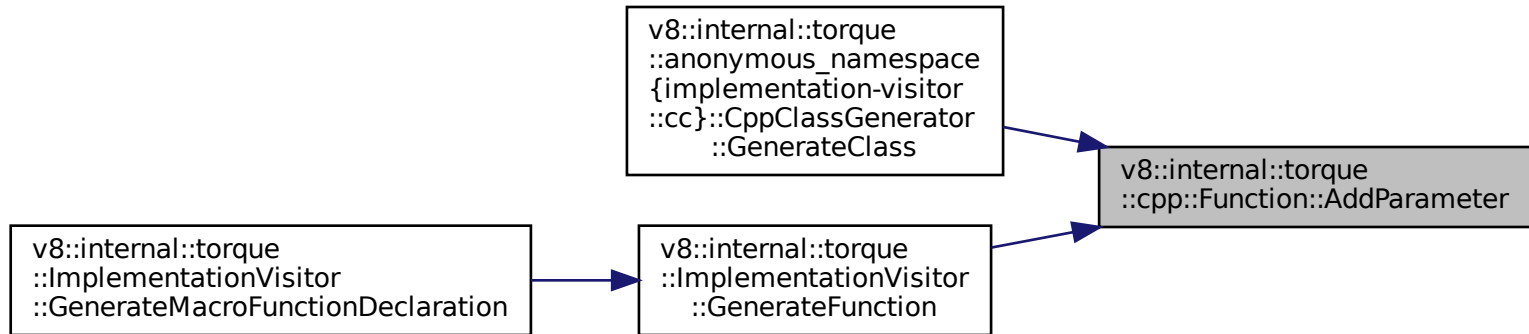 v8::internal::torque
::anonymous_namespace
{implementation-visitor
::cc}::CppClassGenerator
::GenerateClass
v8::internal::torque
::cpp::Function::AddParameter
v8::internal::torque
::ImplementationVisitor
::GenerateMacroFunctionDeclaration
v8::internal::torque
::ImplementationVisitor
::GenerateFunction